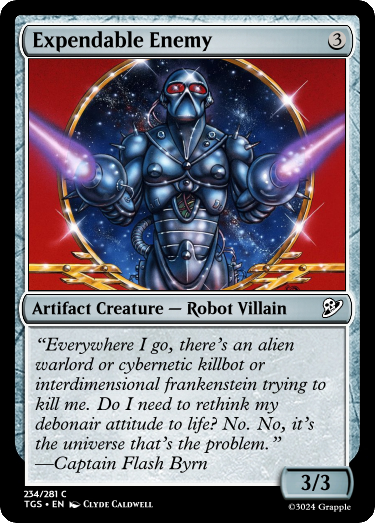 Expendable Enemy 3
Artifact Creature — Robot Villain
“Everywhere I go, there’s an alien
warlord or cybernetic killbot or
interdimensional frankenstein trying to
kill me. Do I need to rethink my
debonair attitude to life? No. No, it’s
the universe that’s the problem.”
—Captain Flash Byrn
3/3
234/281 C
TGS • EN Clyde Caldwell
©3024 Grapple